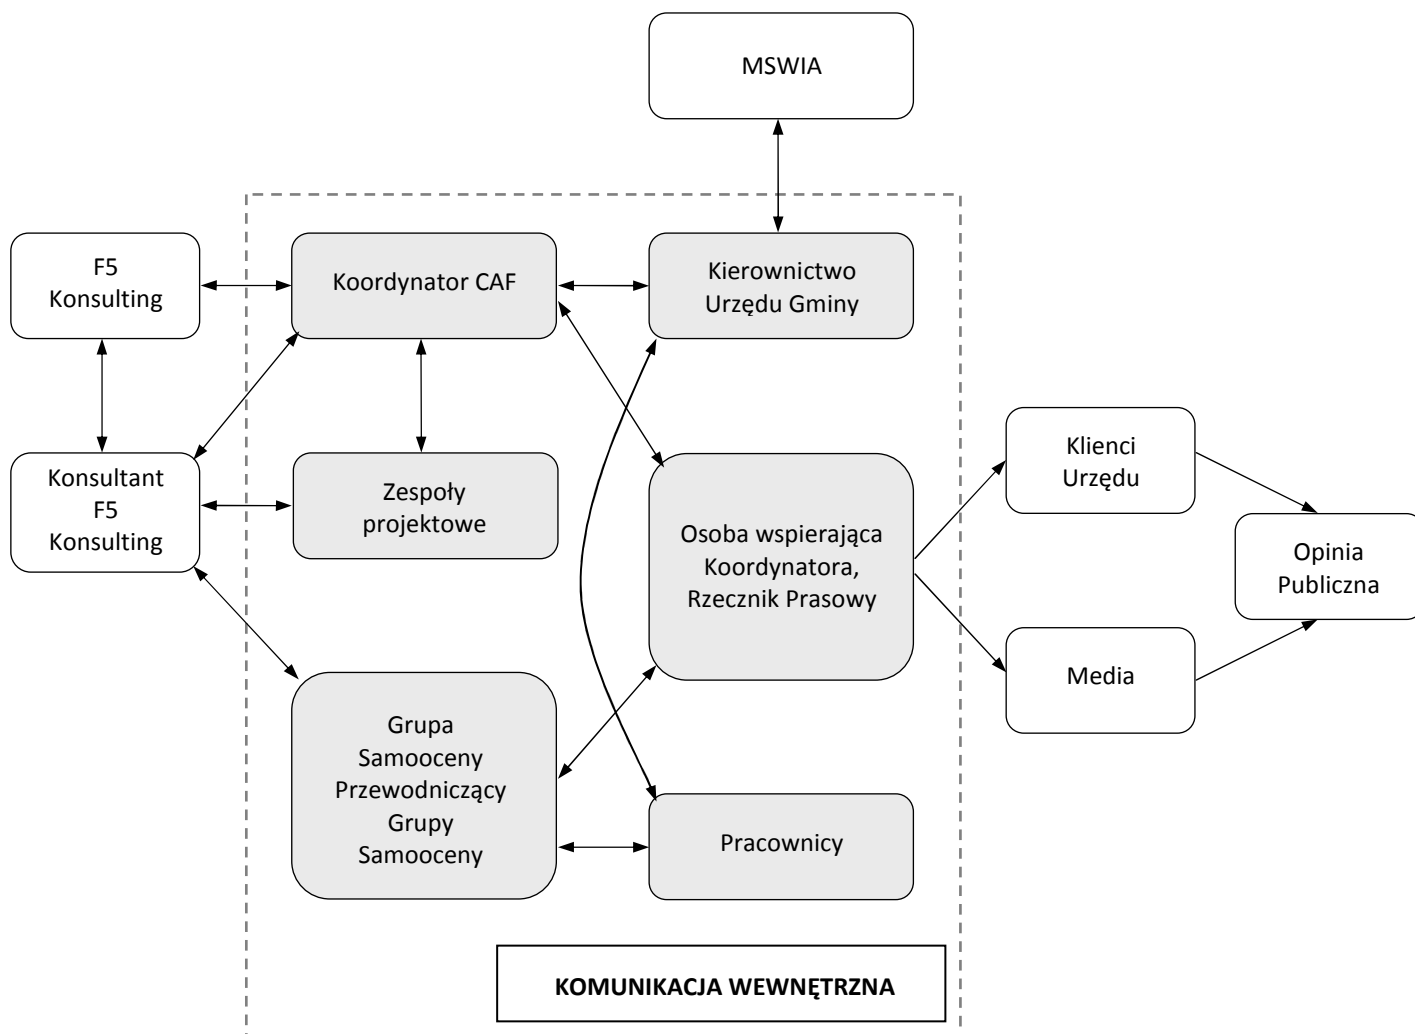 MSWIA
F5
Konsulting
Koordynator CAF
Kierownictwo
Urzędu Gminy
Konsultant
F5
Konsulting
Zespoły
projektowe
Osoba wspierająca
Koordynatora,
Rzecznik Prasowy
Klienci
Urzędu
Opinia
Publiczna
Media
Grupa
Samooceny
Przewodniczący
Grupy
Samooceny
Pracownicy
KOMUNIKACJA WEWNĘTRZNA